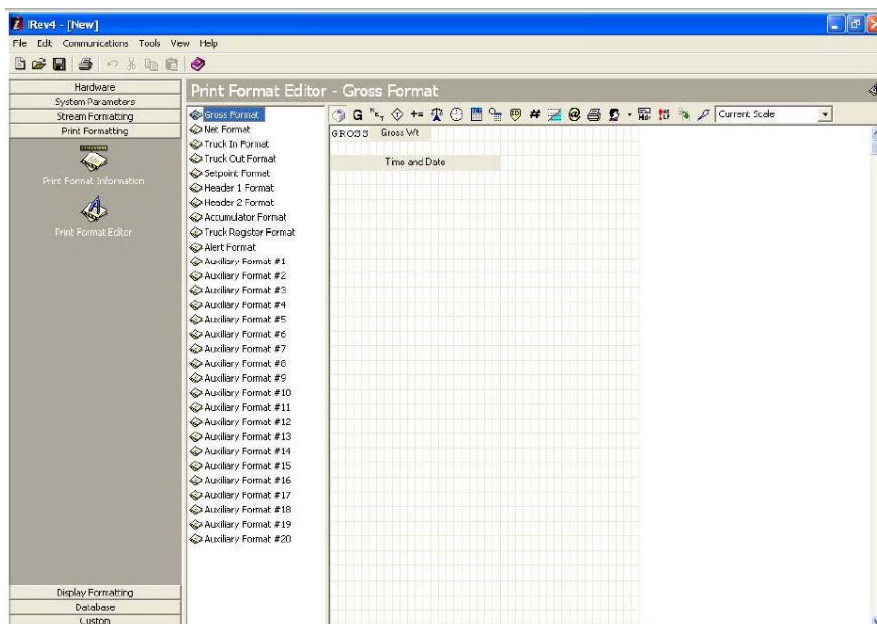 iRev4 - [New]
File Edit Communications Tools View Help
Hardware
System Parameters
Stream Formatting
Print Formatting
Print Format Information
Print Format Editor
Display Formatting
Database
Custom
Print Format Editor - Gross Format
Gross Format
Net Format
Truck In Format
Truck Out Format
Setpoint Format
Header 1 Format
Header 2 Format
Accumulator Format
Truck Register Format
Alert Format
Auxiliary Format #1
Auxiliary Format #2
Auxiliary Format #3
Auxiliary Format #4
Auxiliary Format #5
Auxiliary Format #6
Auxiliary Format #7
Auxiliary Format #8
Auxiliary Format #9
Auxiliary Format #10
Auxiliary Format #11
Auxiliary Format #12
Auxiliary Format #13
Auxiliary Format #14
Auxiliary Format #15
Auxiliary Format #16
Auxiliary Format #17
Auxiliary Format #18
Auxiliary Format #19
Auxiliary Format #20
G NET += # @ Current Scale
GROSS Gross Wt
Time and Date